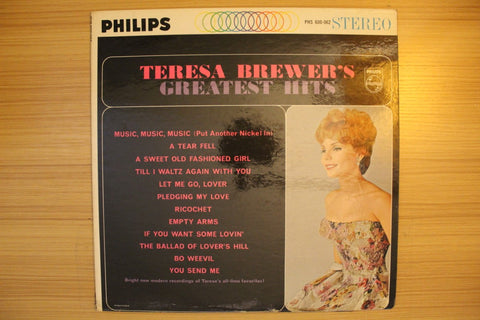 PHILIPS
PHS 600-062 STEREO
TERESA BREWER'S
GREATEST HITS
PHILIPS
MUSIC, MUSIC, MUSIC (Put Another Nickel In)
A TEAR FELL
A SWEET OLD FASHIONED GIRL
TILL I WALTZ AGAIN WITH YOU
LET ME GO, LOVER
PLEDGING MY LOVE
RICOCHET
EMPTY ARMS
IF YOU WANT SOME LOVIN'
THE BALLAD OF LOVER'S HILL
BO WEEVIL
YOU SEND ME
Bright new modern recordings of Teresa's all-time favorites!